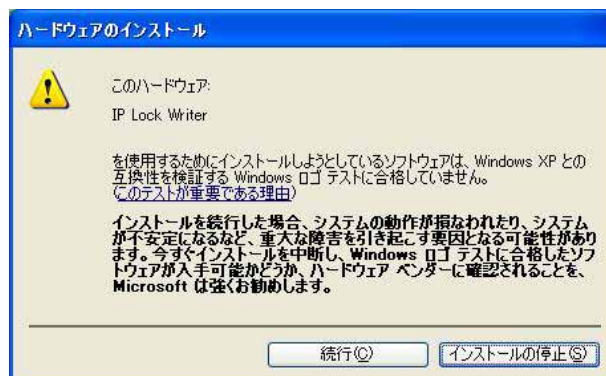 ハードウェアのインストール
このハードウェア:
IP Lock Writer
を使用するためにインストールしようとしているソフトウェアは、Windows XP との
互換性を検証する Windows ロゴ テストに合格していません。
(このテストが重要である理由)
インストールを続行した場合、システムの動作が損なわれたり、システム
が不安定になるなど、重大な障害を引き起こす要因となる可能性があり
ます。今すぐインストールを中断し、Windows ロゴ テストに合格したソフ
トウェアが入手可能かどうか、ハードウェア ベンダーに確認されることを、
Microsoft は強くお勧めします。
続行(C)
インストールの停止(S)